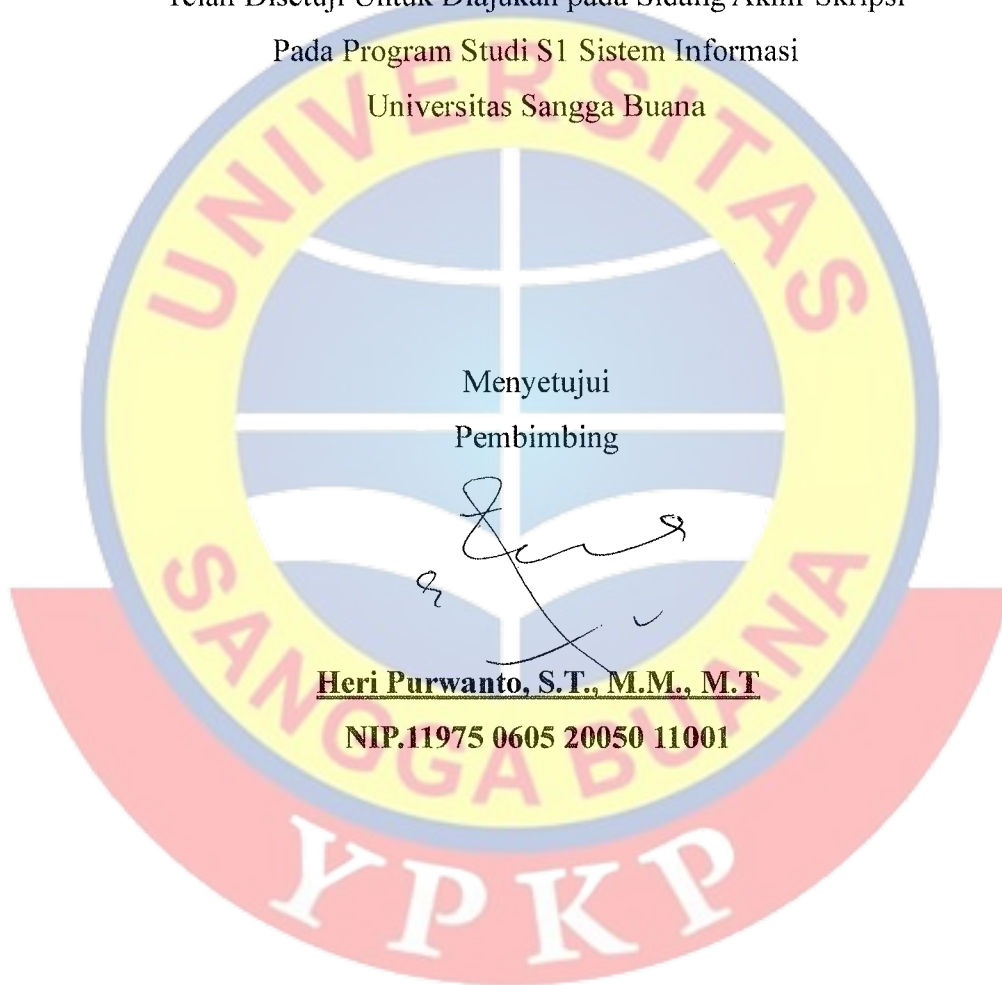 Telah Disetuji Untuk Diajukan pada Sidang Akhir Skripsi
Pada Program Studi S1 Sistem Informasi
Universitas Sangga Buana
UNIVERSITAS
Menyetujui
Pembimbing
Heri Purwanto, S.T., M.M., M.T
NIP.11975 0605 20050 11001
SANGGA BUANA
YPKP